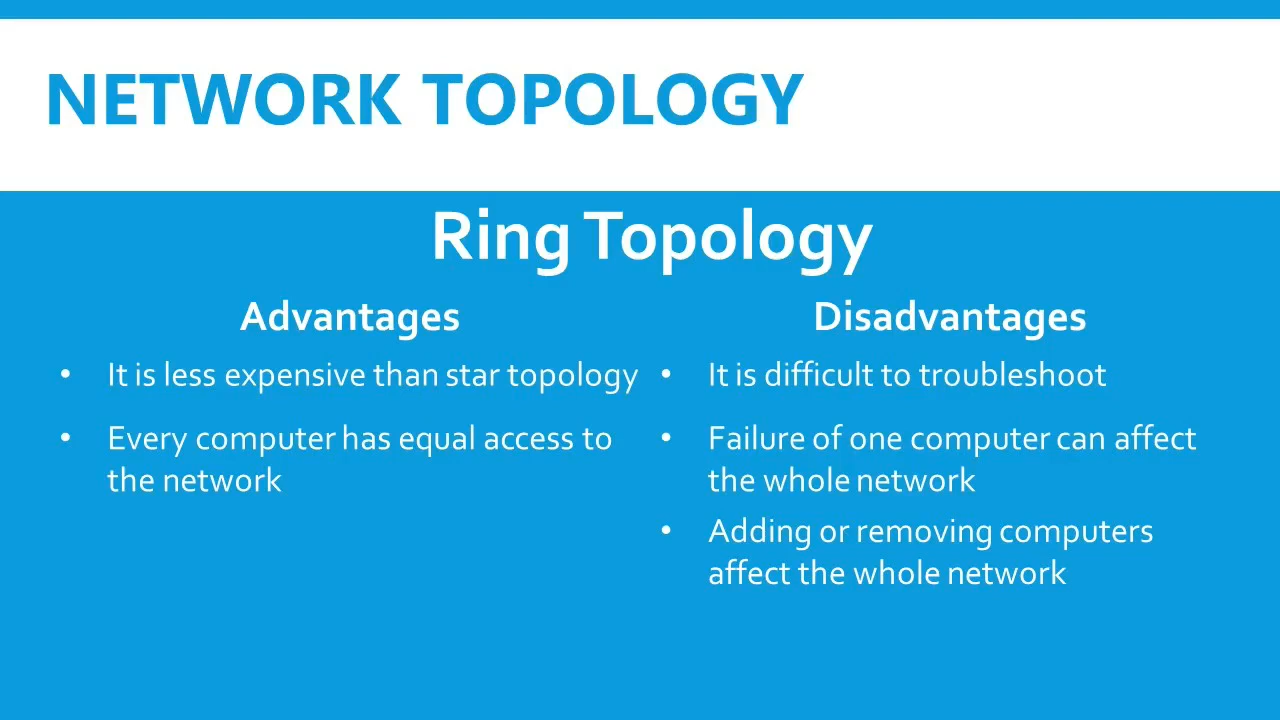 NETWORK TOPOLOGY
Ring Topology
Advantages
• It is less expensive than star topology
• Every computer has equal access to
the network
Disadvantages
• It is difficult to troubleshoot
• Failure of one computer can affect
the whole network
• Adding or removing computers
affect the whole network